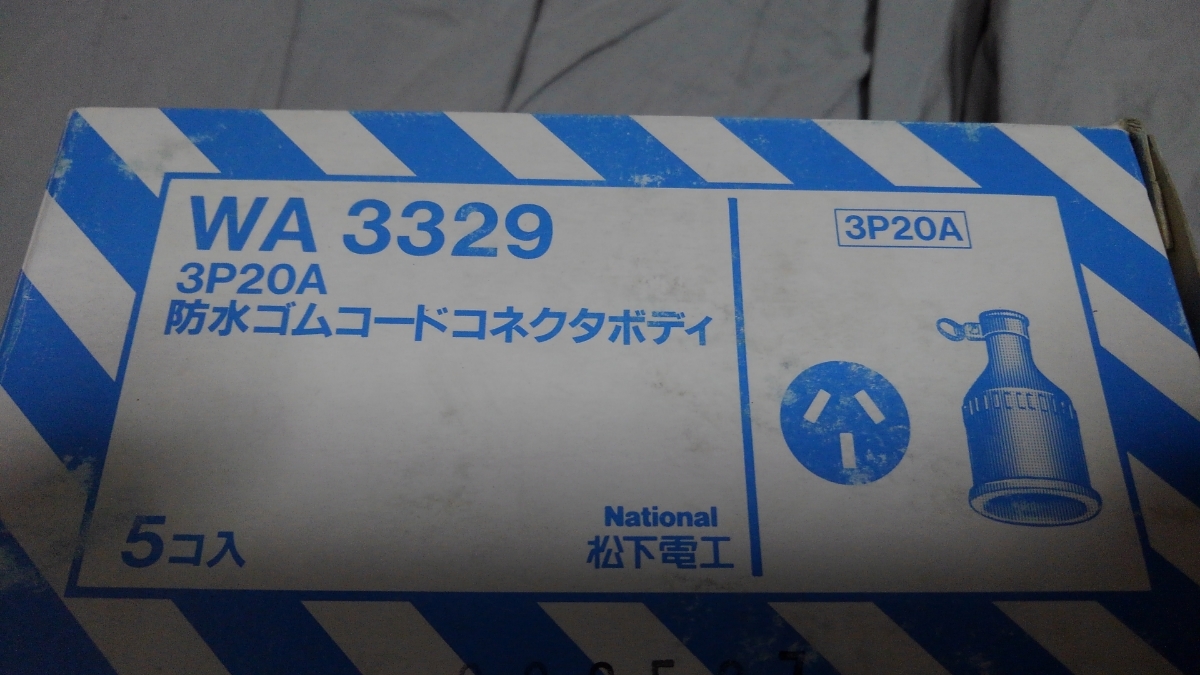 WA 3329
3P20A
防水ゴムコードコネクタボディ
5コ入
National
松下電工
3P20A